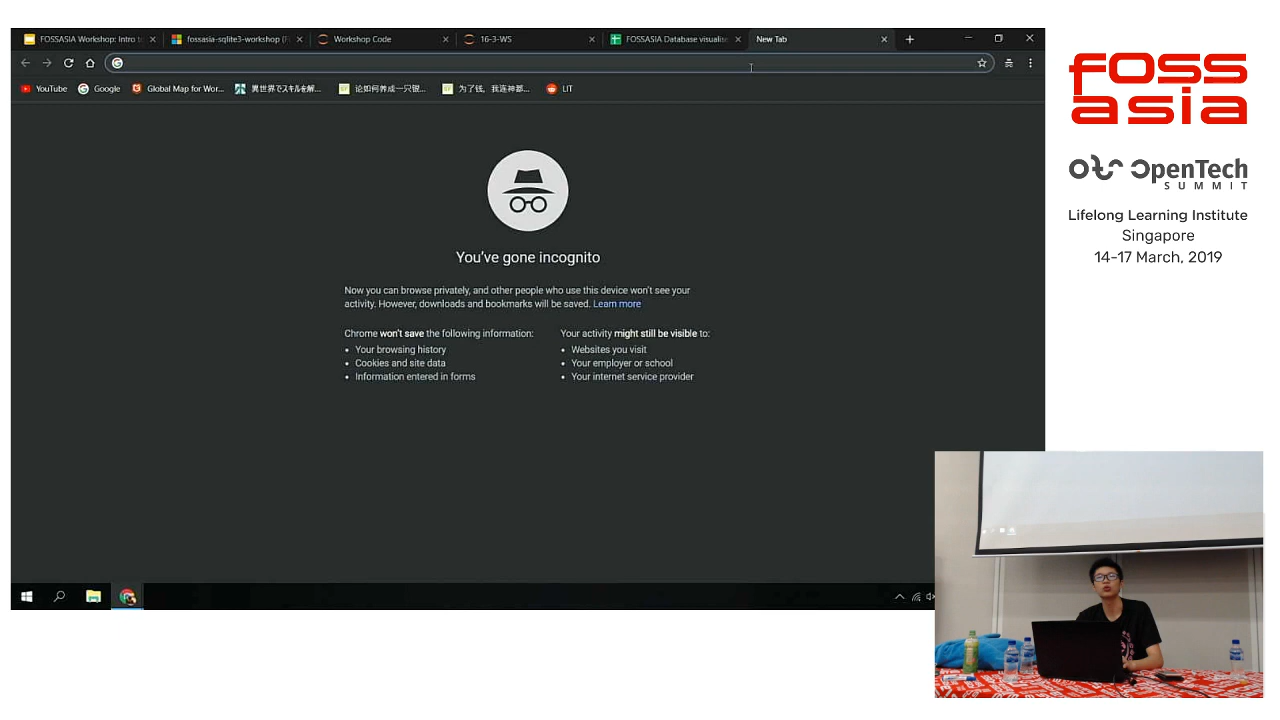 FOSSASIA Workshop: Intro to
fossasia-sqlite3-workshop (F
Workshop Code
16-3-WS
FOSSASIA Database visualise
New Tab
YouTube
Google
Global Map for Wor...
異世界でスキルを解...
论如何养成一只银...
为了钱，我连神都...
LIT
You've gone incognito
Now you can browse privately, and other people who use this device won't see your
activity. However, downloads and bookmarks will be saved. Learn more
Chrome won't save the following information:
• Your browsing history
• Cookies and site data
• Information entered in forms
Your activity might still be visible to:
• Websites you visit
• Your employer or school
• Your internet service provider
FOSS
asia
OpenTech
SUMMIT
Lifelong Learning Institute
Singapore
14-17 March, 2019